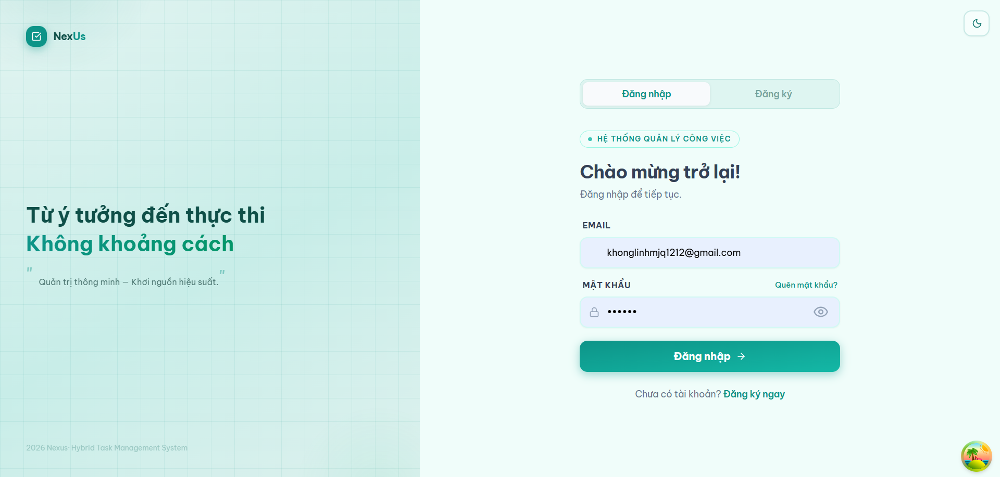 NexUs
Từ ý tưởng đến thực thi
Không khoảng cách
" Quản trị thông minh — Khơi nguồn hiệu suất. "
2026 Nexus· Hybrid Task Management System
Đăng nhập
Đăng ký
HỆ THỐNG QUẢN LÝ CÔNG VIỆC
Chào mừng trở lại!
Đăng nhập để tiếp tục.
EMAIL
khonglinhmjq1212@gmail.com
MẬT KHẨU
Quên mật khẩu?
••••••
Đăng nhập →
Chưa có tài khoản? Đăng ký ngay